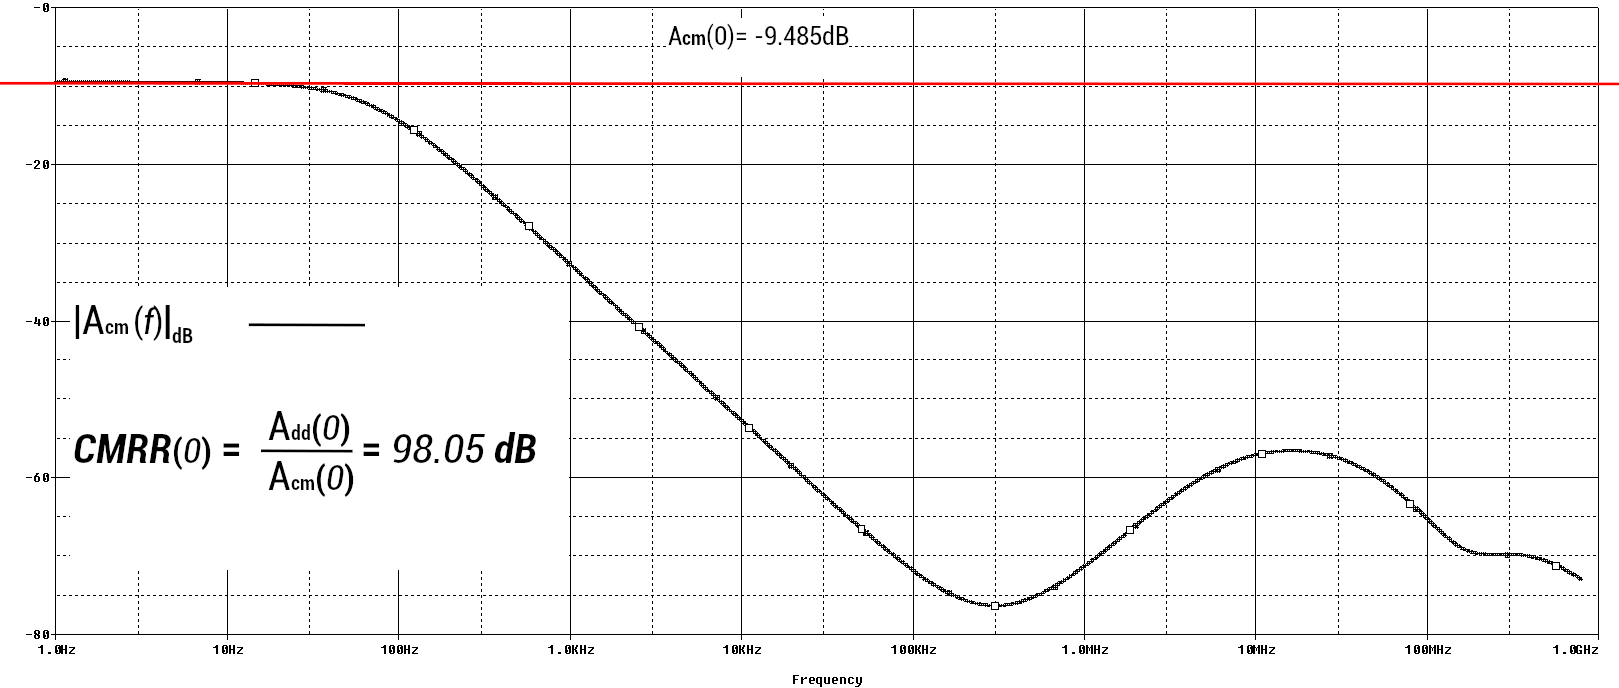 -0
Acm(0)= -9.485dB
-20
-40
|Acm (f)|dB
CMRR(0) = Add(0)/Acm(0) = 98.05 dB
-60
-80
1.0Hz 10Hz 100Hz 1.0KHz 10KHz 100KHz 1.0MHz 10MHz 100MHz 1.0GHz
Frequency